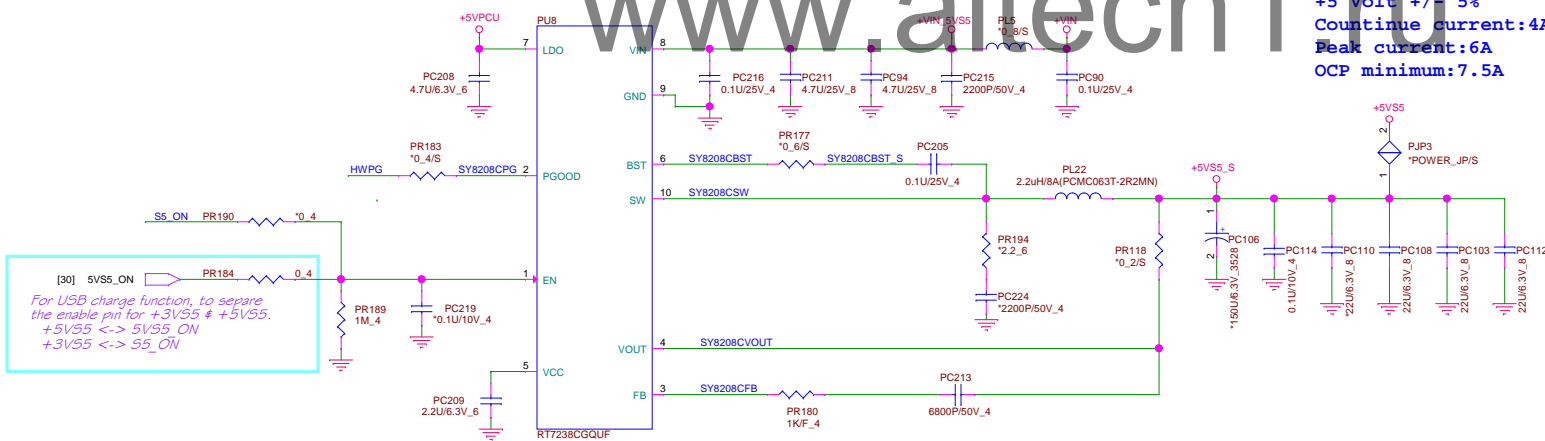 www.aitech1.ru
+5 Volt +/- 5%
Countinue current:4A
Peak current:6A
OCP minimum:7.5A
+5VPCU
PU8
+VIN_5VS5
PL5
*0_8/S
+VIN
7
LDO
VIN
8
PC208
4.7U/6.3V_6
PC216
0.1U/25V_4
PC211
4.7U/25V_8
PC94
4.7U/25V_8
PC215
2200P/50V_4
PC90
0.1U/25V_4
GND
9
+5VS5
2
PJP3
*POWER_JP/S
1
PR183
*0_4/S
HWPG
SY8208CPG
2
PGOOD
BST
6
SY8208CBST
PR177
*0_6/S
SY8208CBST_S
PC205
0.1U/25V_4
PL22
2.2uH/8A(PCMC063T-2R2MN)
+5VS5_S
SW
10
SY8208CSW
S5_ON
PR190
*0_4
PR194
*2.2_6
PR118
*0_2/S
1
+
PC106
2
*150U/6.3V_3528
PC114
0.1U/10V_4
PC110
*22U/6.3V_8
PC108
22U/6.3V_8
PC103
22U/6.3V_8
PC112
22U/6.3V_8
[30]
5VS5_ON
PR184
0_4
1
EN
For USB charge function, to separe
the enable pin for +3VS5 & +5VS5.
+5VS5 <-> 5VS5_ON
+3VS5 <-> S5_ON
PR189
1M_4
PC219
*0.1U/10V_4
PC224
*2200P/50V_4
VOUT
4
SY8208CVOUT
5
VCC
PC209
2.2U/6.3V_6
FB
3
SY8208CFB
PR180
1K/F_4
PC213
6800P/50V_4
RT7238CGQUF